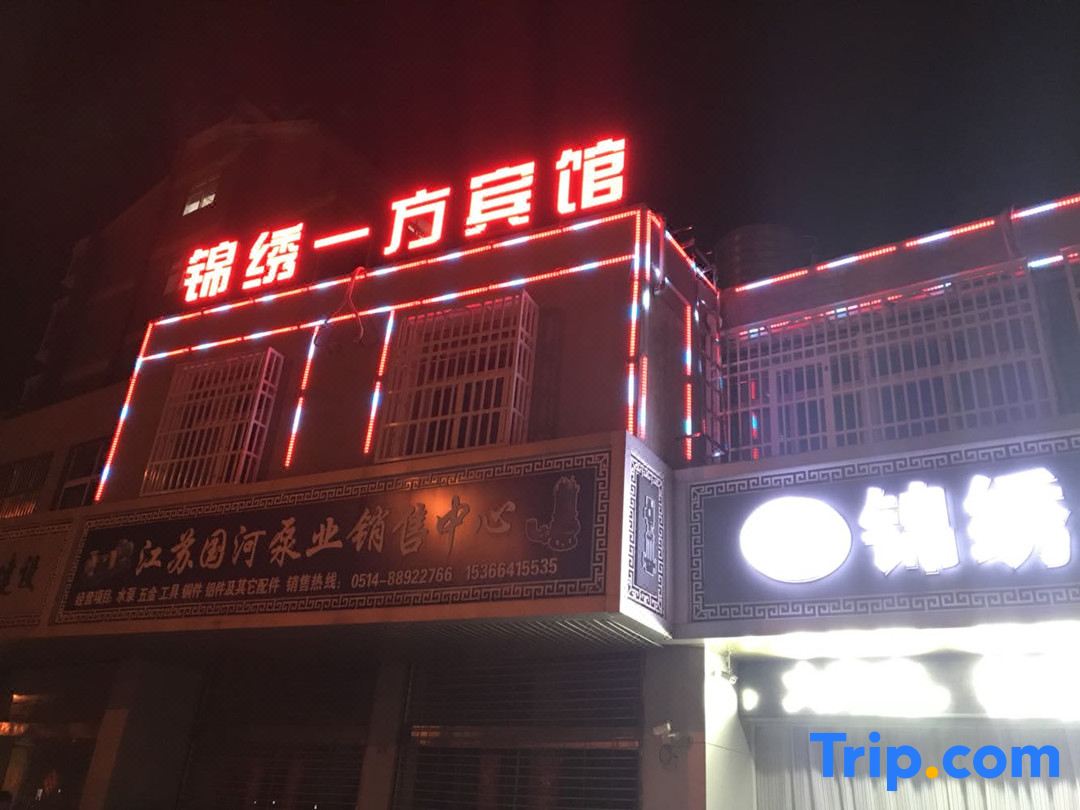 锦绣一方宾馆
江苏国河泵业销售中心
经营项目: 水泵 五金 工具 铜件 铝件及其它配件 销售热线: 0514-88922766 15366414535
锦绣
Trip.com